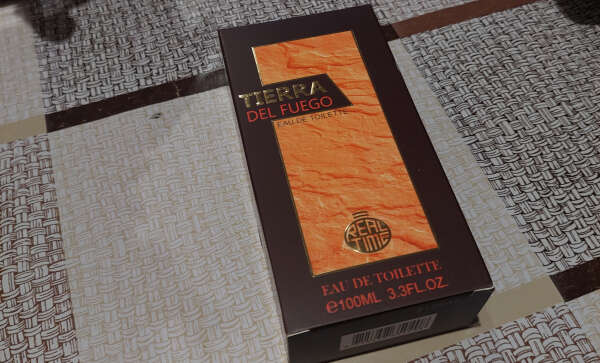 TIERRA
DEL FUEGO
EAU DE TOILETTE
REAL
TIME
EAU DE TOILETTE
℮100ML 3.3FL.OZ.